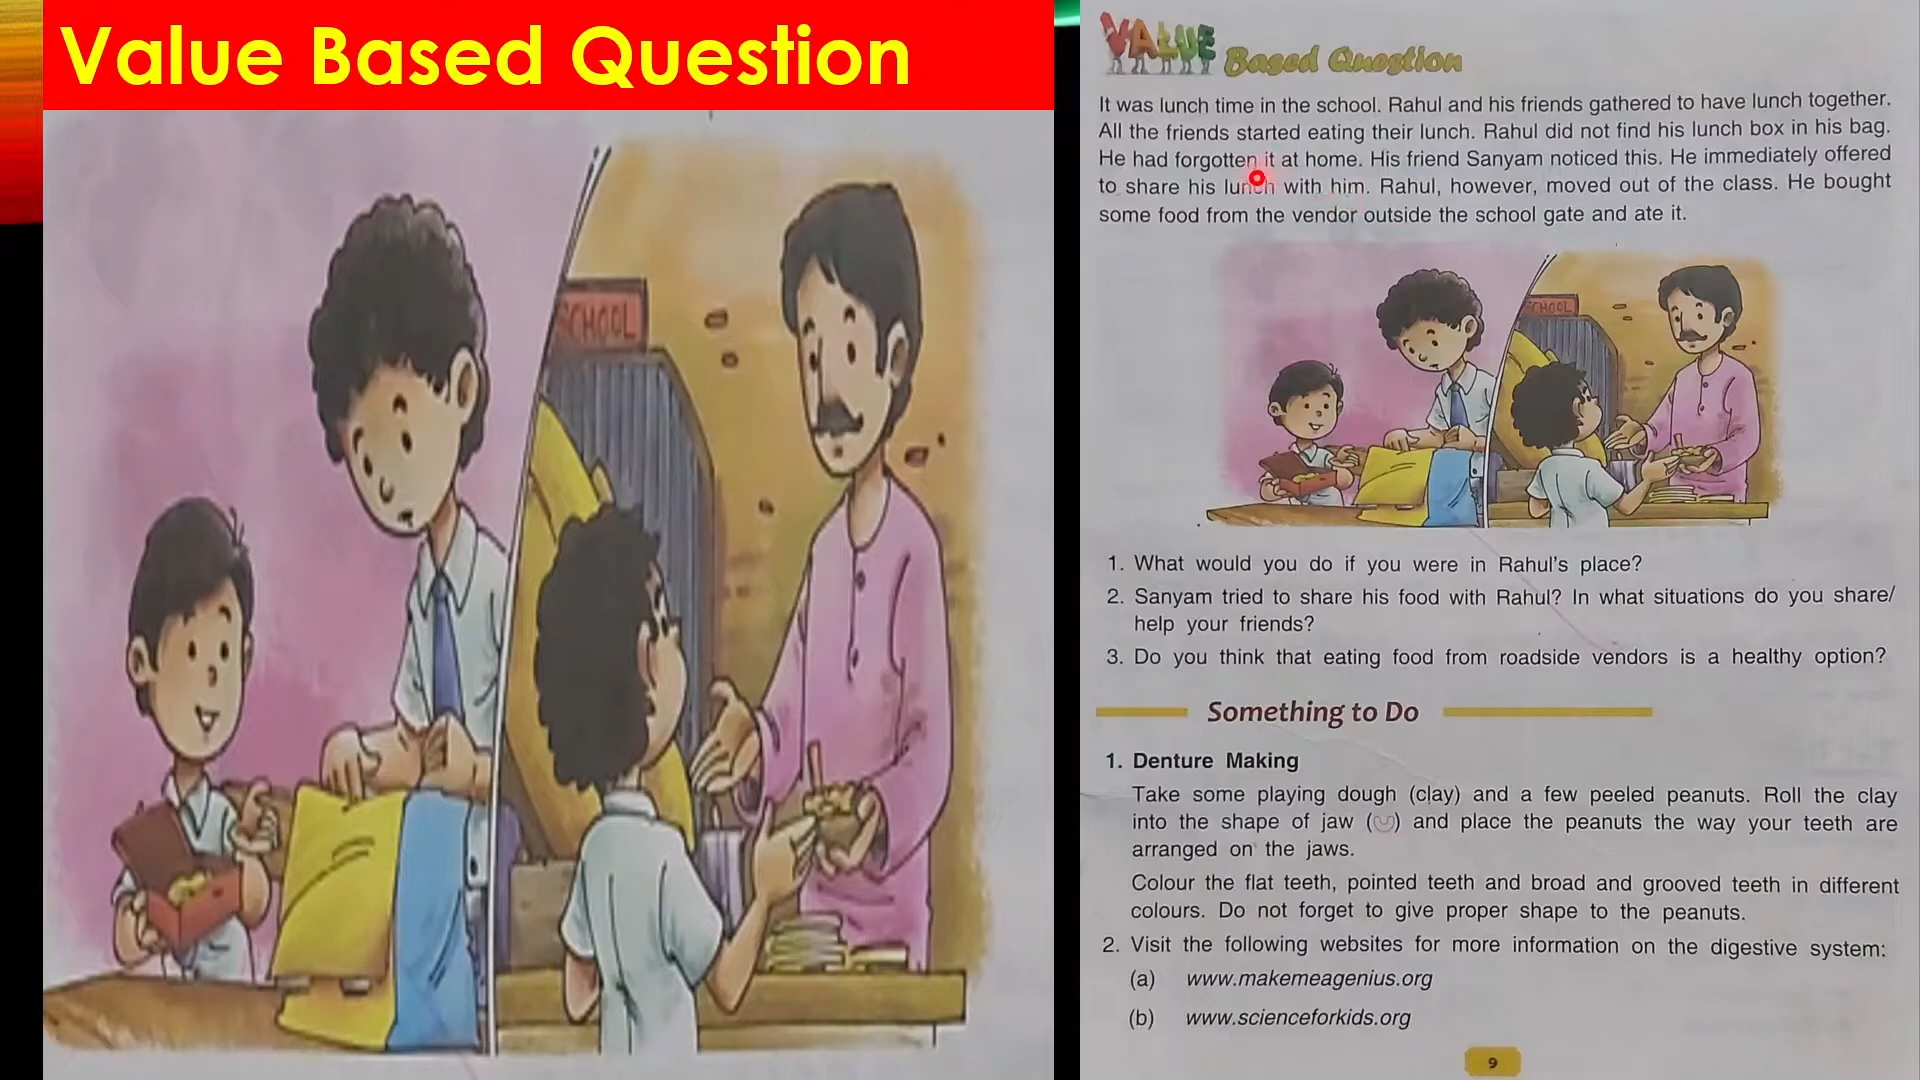 Value Based Question
SCHOOL
VALUE Based Question
It was lunch time in the school. Rahul and his friends gathered to have lunch together.
All the friends started eating their lunch. Rahul did not find his lunch box in his bag.
He had forgotten it at home. His friend Sanyam noticed this. He immediately offered
to share his lunch with him. Rahul, however, moved out of the class. He bought
some food from the vendor outside the school gate and ate it.
SCHOOL
1. What would you do if you were in Rahul's place?
2. Sanyam tried to share his food with Rahul? In what situations do you share/
help your friends?
3. Do you think that eating food from roadside vendors is a healthy option?
Something to Do
1. Denture Making
Take some playing dough (clay) and a few peeled peanuts. Roll the clay
into the shape of jaw ( ) and place the peanuts the way your teeth are
arranged on the jaws.
Colour the flat teeth, pointed teeth and broad and grooved teeth in different
colours. Do not forget to give proper shape to the peanuts.
2. Visit the following websites for more information on the digestive system:
(a) www.makemeagenius.org
(b) www.scienceforkids.org
9